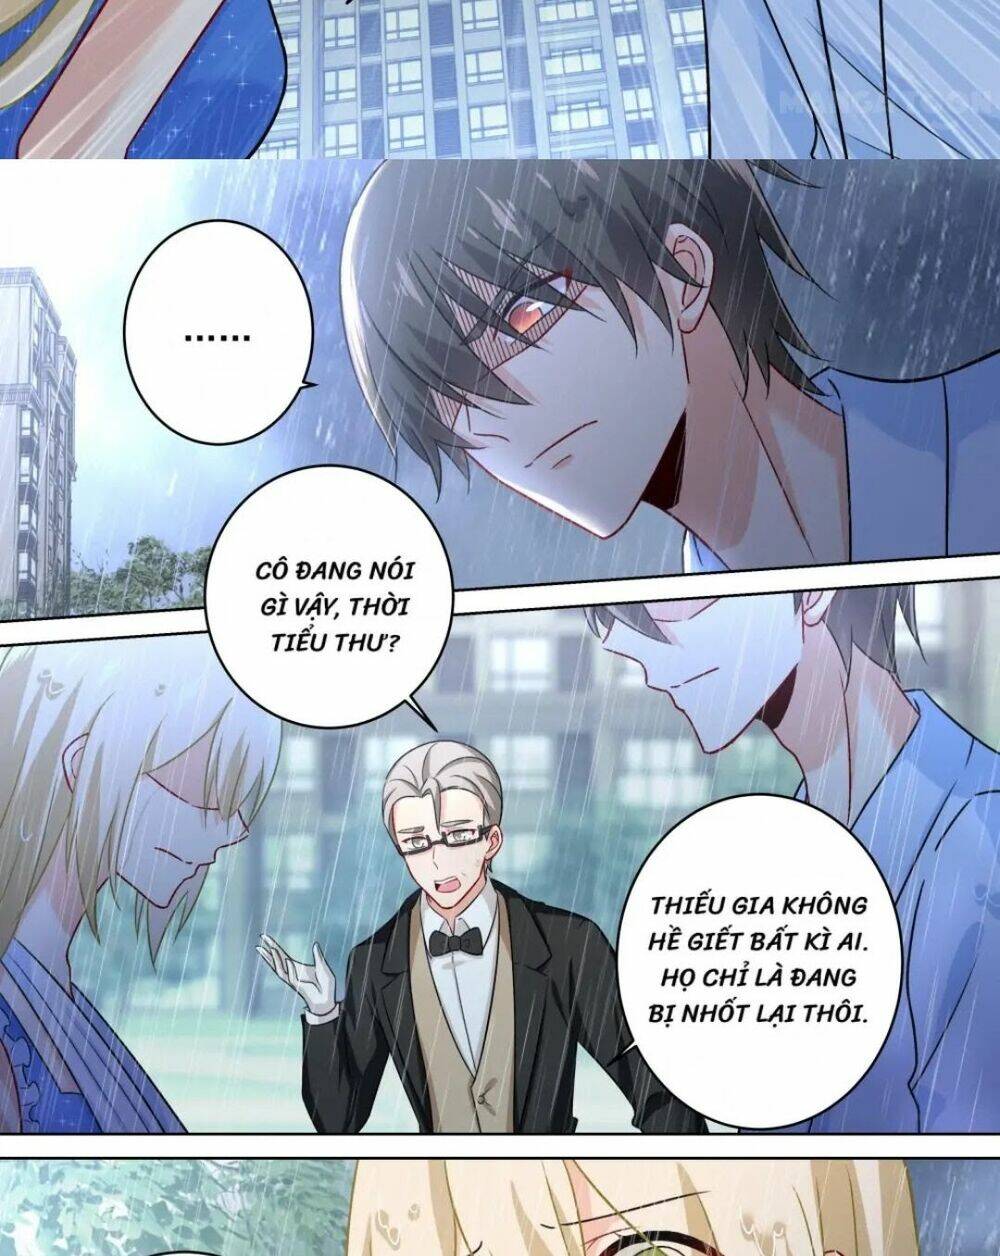 MANGATOON
......
CÔ ĐANG NÓI
GÌ VẬY, THỜI
TIỂU THƯ?
THIẾU GIA KHÔNG
HỀ GIẾT BẤT KÌ AI.
HỌ CHỈ LÀ ĐANG
BỊ NHỐT LẠI THÔI.